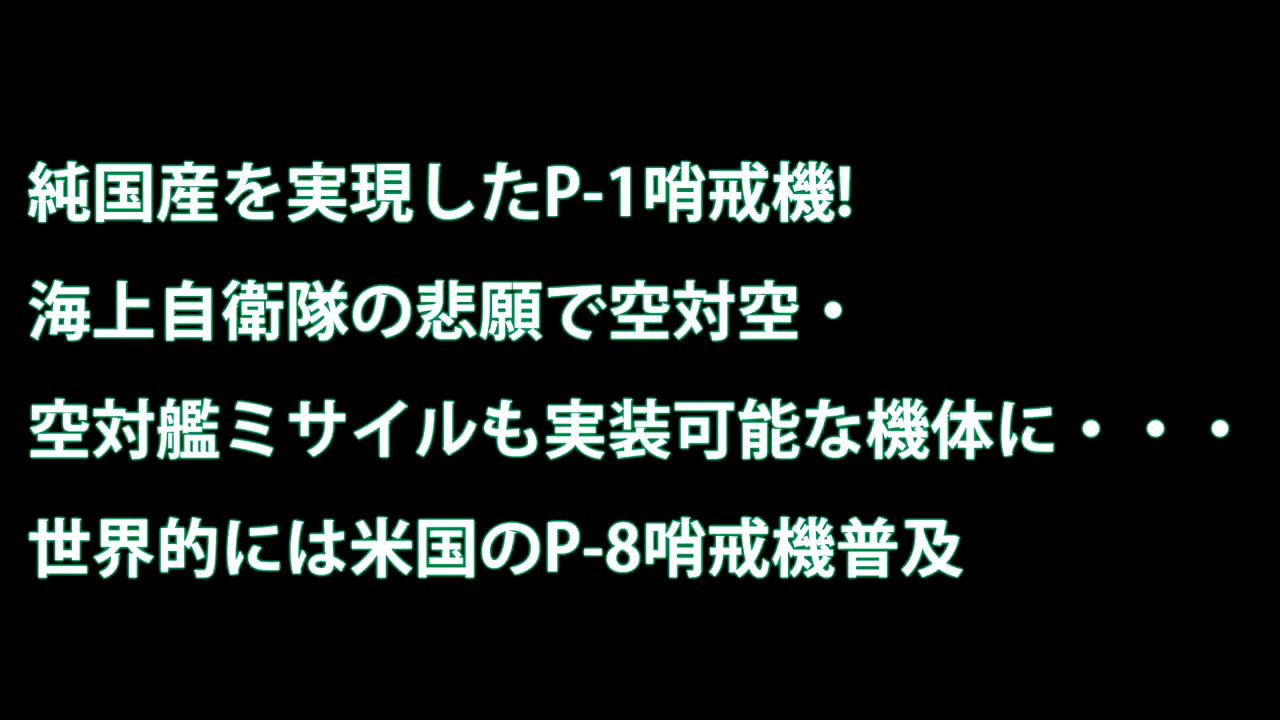 純国産を実現したP-1哨戒機!
海上自衛隊の悲願で空対空・
空対艦ミサイルも実装可能な機体に・・・
世界的には米国のP-8哨戒機普及